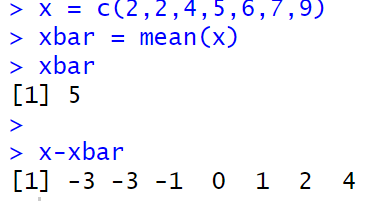 > x = c(2,2,4,5,6,7,9)
> xbar = mean(x)
> xbar
[1] 5
>
> x-xbar
[1] -3 -3 -1  0  1  2  4